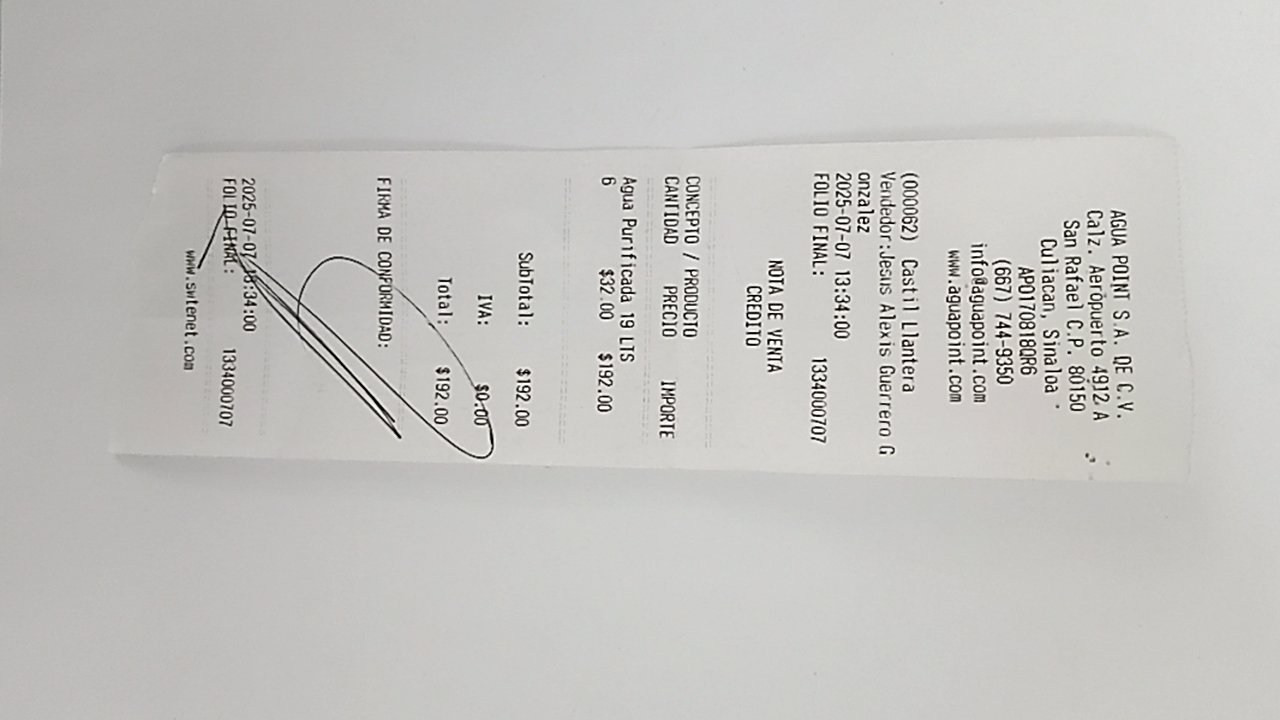 AGUA POINT S.A. DE C.V.
Calz. Aeropuerto 4912 A
San Rafael C.P. 80150
Culiacan, Sinaloa
APO170818QR6
(667) 744-9350
info@aguapoint.com
www.aguapoint.com
(000062) Castil Llantera
Vendedor:Jesus Alexis Guerrero G
onzalez
2025-07-07 13:34:00
FOLIO FINAL: 1334000707
NOTA DE VENTA
CREDITO
CONCEPTO / PRODUCTO
CANTIDAD PRECIO IMPORTE
Agua Purificada 19 LTS
6 $32.00 $192.00
SubTotal: $192.00
IVA: $0.00
Total: $192.00
FIRMA DE CONFORMIDAD:
2025-07-07 13:34:00
FOLIO FINAL: 1334000707
www.swtenet.com